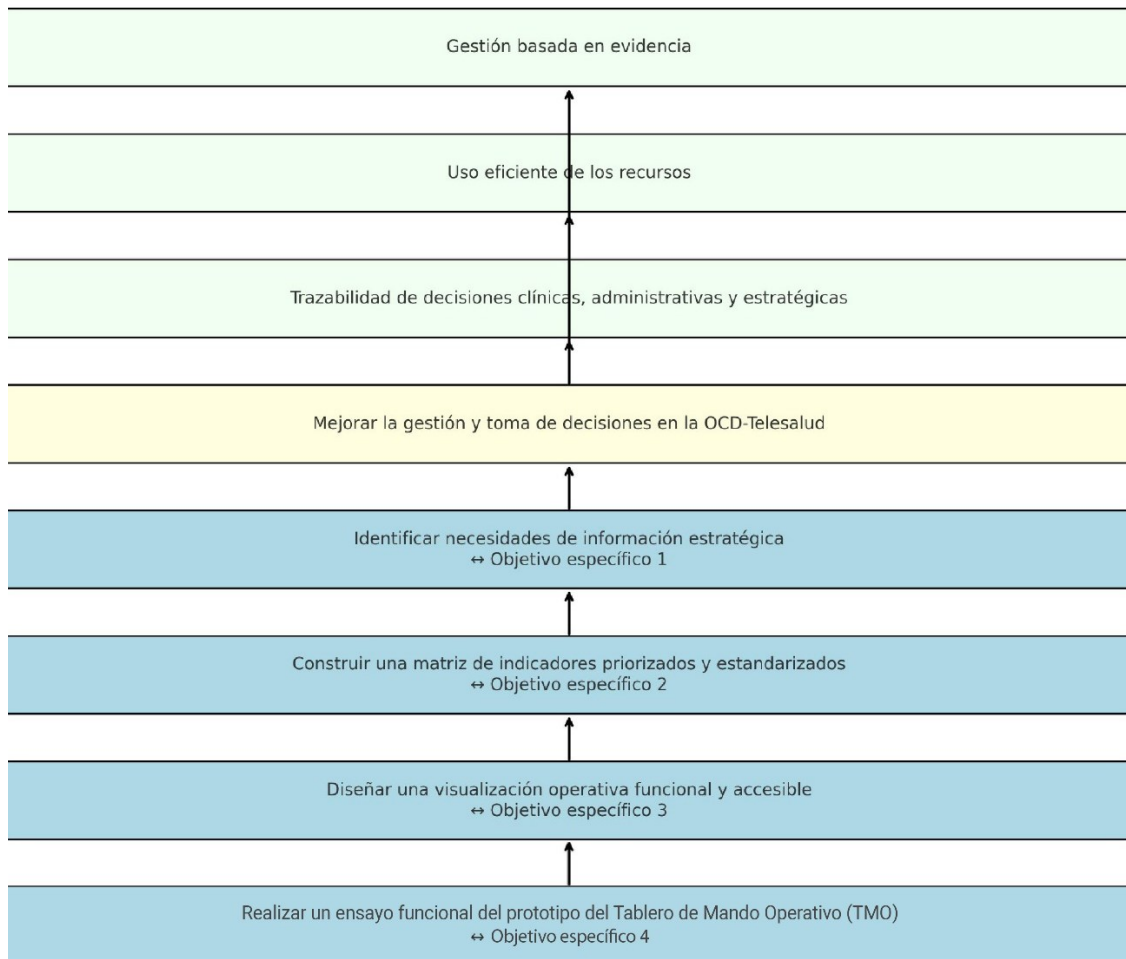 Gestión basada en evidencia
Uso eficiente de los recursos
Trazabilidad de decisiones clínicas, administrativas y estratégicas
Mejorar la gestión y toma de decisiones en la OCD-Telesalud
Identificar necesidades de información estratégica
↔ Objetivo específico 1
Construir una matriz de indicadores priorizados y estandarizados
↔ Objetivo específico 2
Diseñar una visualización operativa funcional y accesible
↔ Objetivo específico 3
Realizar un ensayo funcional del prototipo del Tablero de Mando Operativo (TMO)
↔ Objetivo específico 4